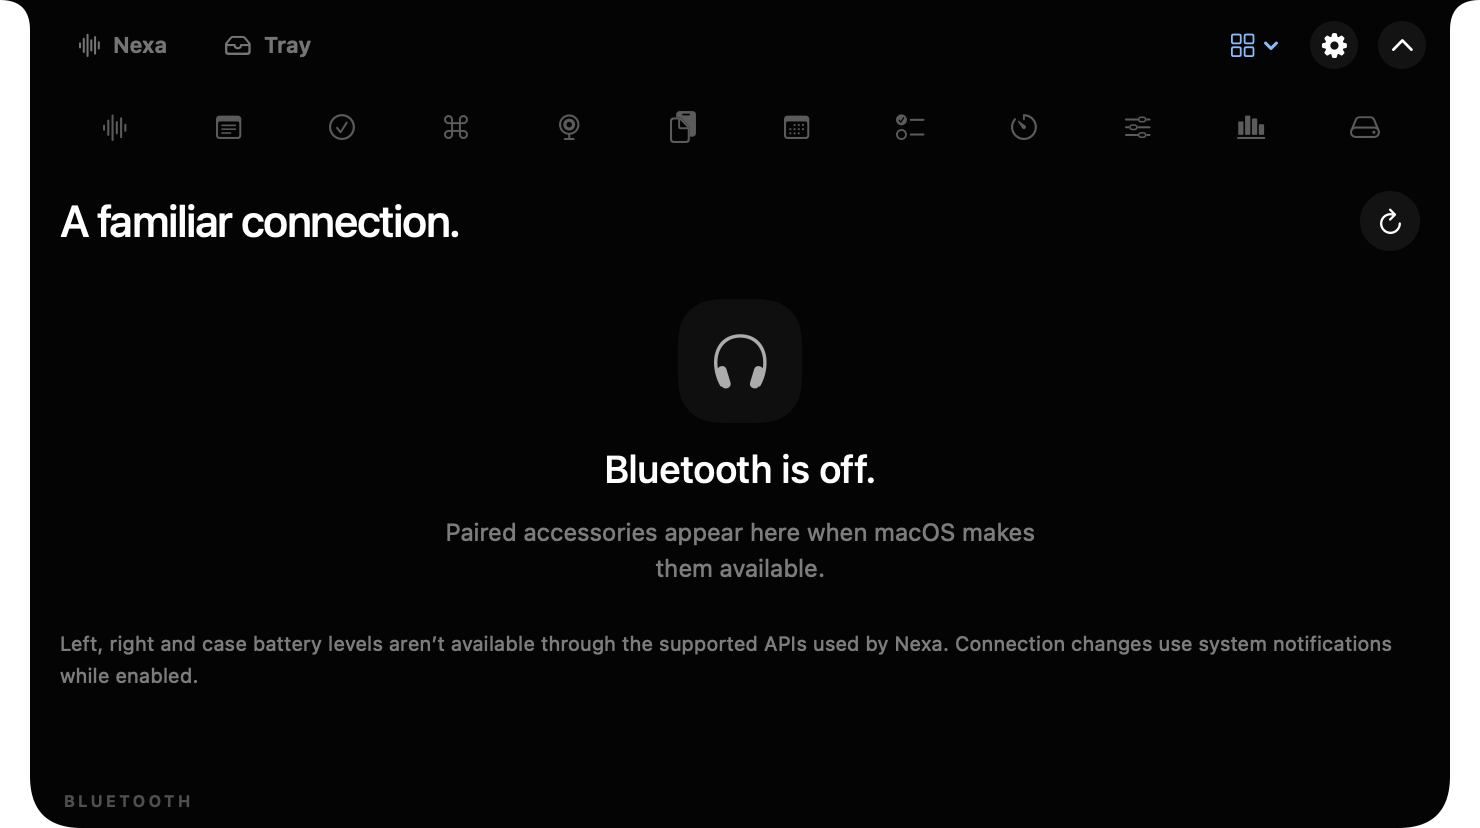 Nexa
Tray
A familiar connection.
Bluetooth is off.
Paired accessories appear here when macOS makes
them available.
Left, right and case battery levels aren’t available through the supported APIs used by Nexa. Connection changes use system notifications
while enabled.
BLUETOOTH